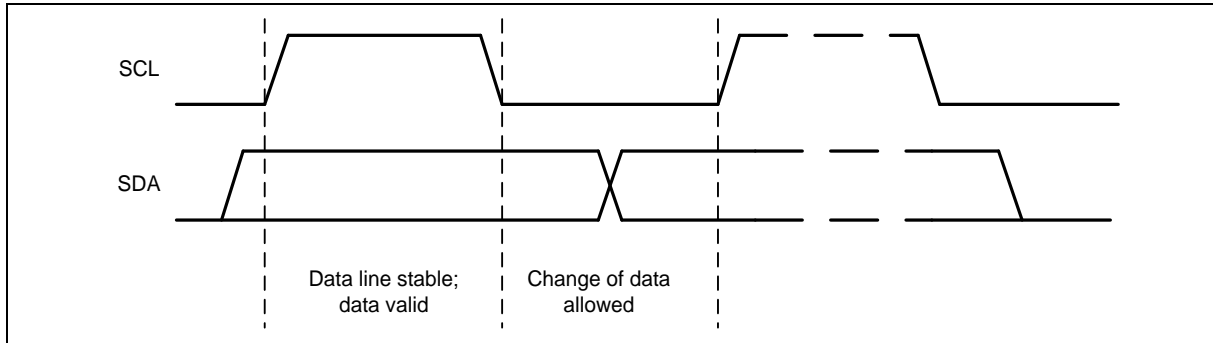 SCL
SDA
Data line stable;
data valid
Change of data
allowed